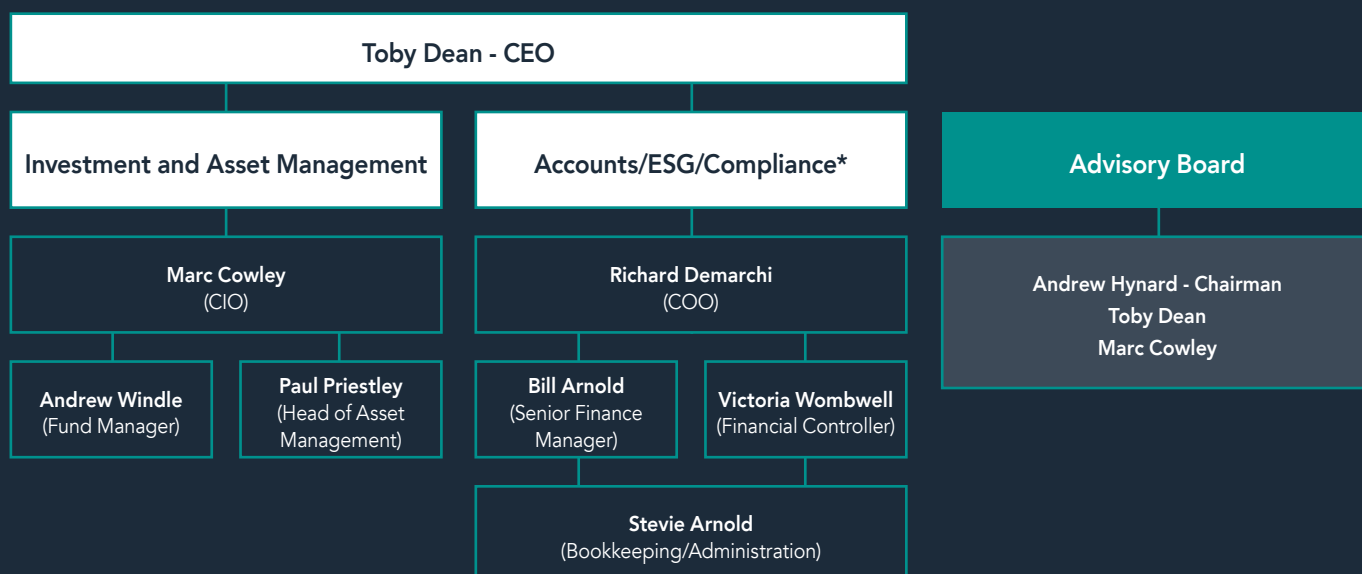 Toby Dean - CEO
Investment and Asset Management
Accounts/ESG/Compliance*
Advisory Board
Marc Cowley
(CIO)
Richard Demarchi
(COO)
Andrew Hynard - Chairman
Toby Dean
Marc Cowley
Andrew Windle
(Fund Manager)
Paul Priestley
(Head of Asset
Management)
Bill Arnold
(Senior Finance
Manager)
Victoria Wombwell
(Financial Controller)
Stevie Arnold
(Bookkeeping/Administration)